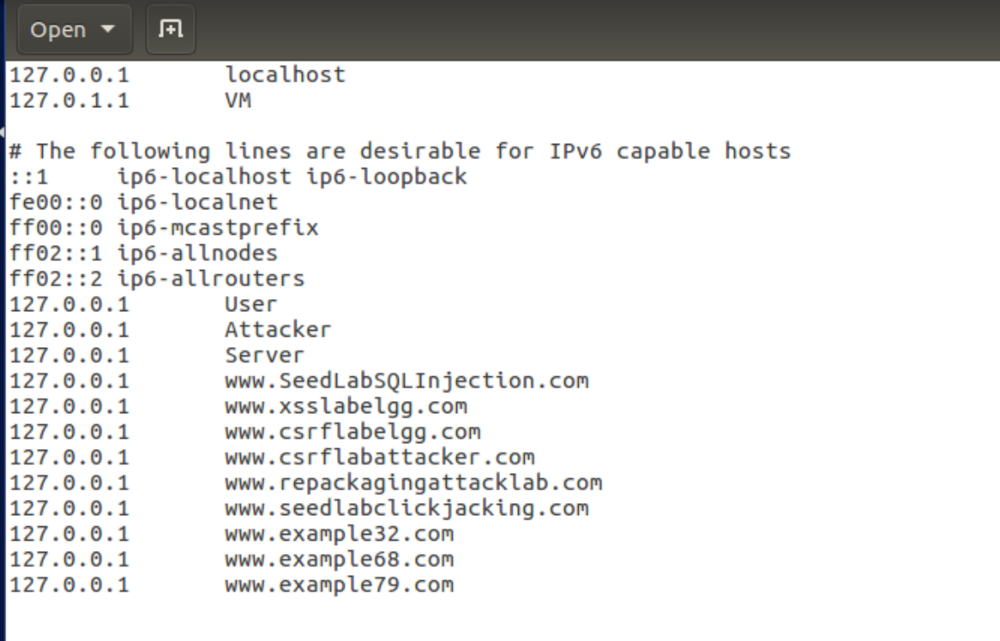 Open
127.0.0.1       localhost
127.0.1.1       VM
# The following lines are desirable for IPv6 capable hosts
::1     ip6-localhost ip6-loopback
fe00::0 ip6-localnet
ff00::0 ip6-mcastprefix
ff02::1 ip6-allnodes
ff02::2 ip6-allrouters
127.0.0.1       User
127.0.0.1       Attacker
127.0.0.1       Server
127.0.0.1       www.SeedLabSQLInjection.com
127.0.0.1       www.xsslabelgg.com
127.0.0.1       www.csrflabelgg.com
127.0.0.1       www.csrflabattacker.com
127.0.0.1       www.repackagingattacklab.com
127.0.0.1       www.seedlabclickjacking.com
127.0.0.1       www.example32.com
127.0.0.1       www.example68.com
127.0.0.1       www.example79.com